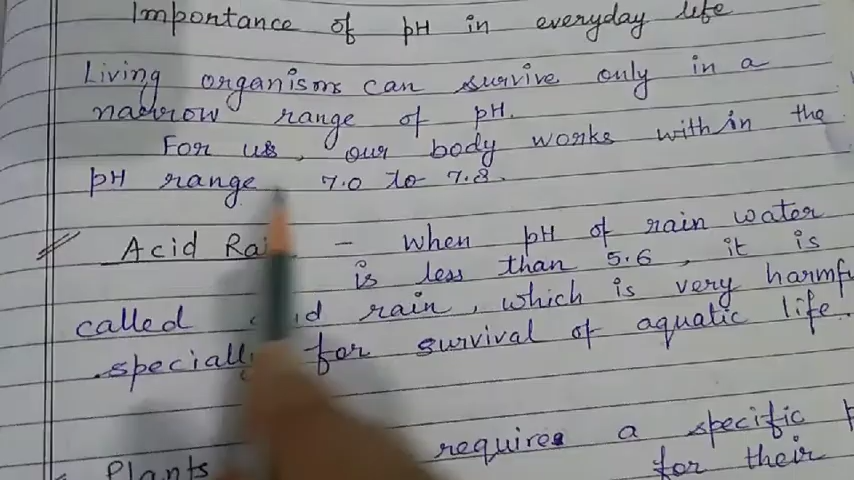 Importance of pH in everyday life
Living organisms can survive only in a
narrow range of pH.
For us, our body works within the
pH range 7.0 to 7.8.
Acid - when pH of rain water
is less than 5.6, it is
called rain, which is very
for survival of aquatic life.
requires a specific
Plants for their